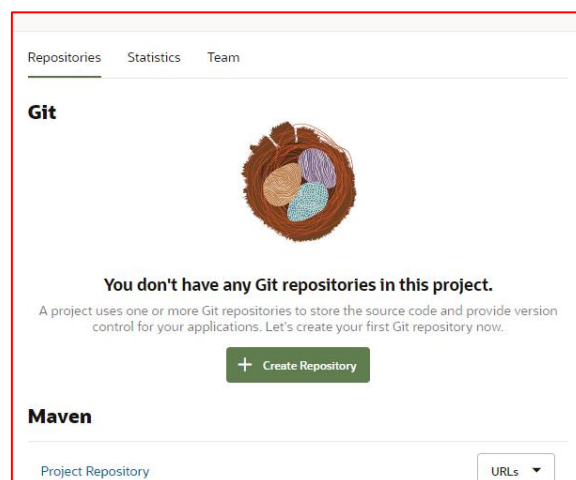 Repositories Statistics Team
Git
You don't have any Git repositories in this project.
A project uses one or more Git repositories to store the source code and provide version
control for your applications. Let's create your first Git repository now.
+ Create Repository
Maven
Project Repository URLs